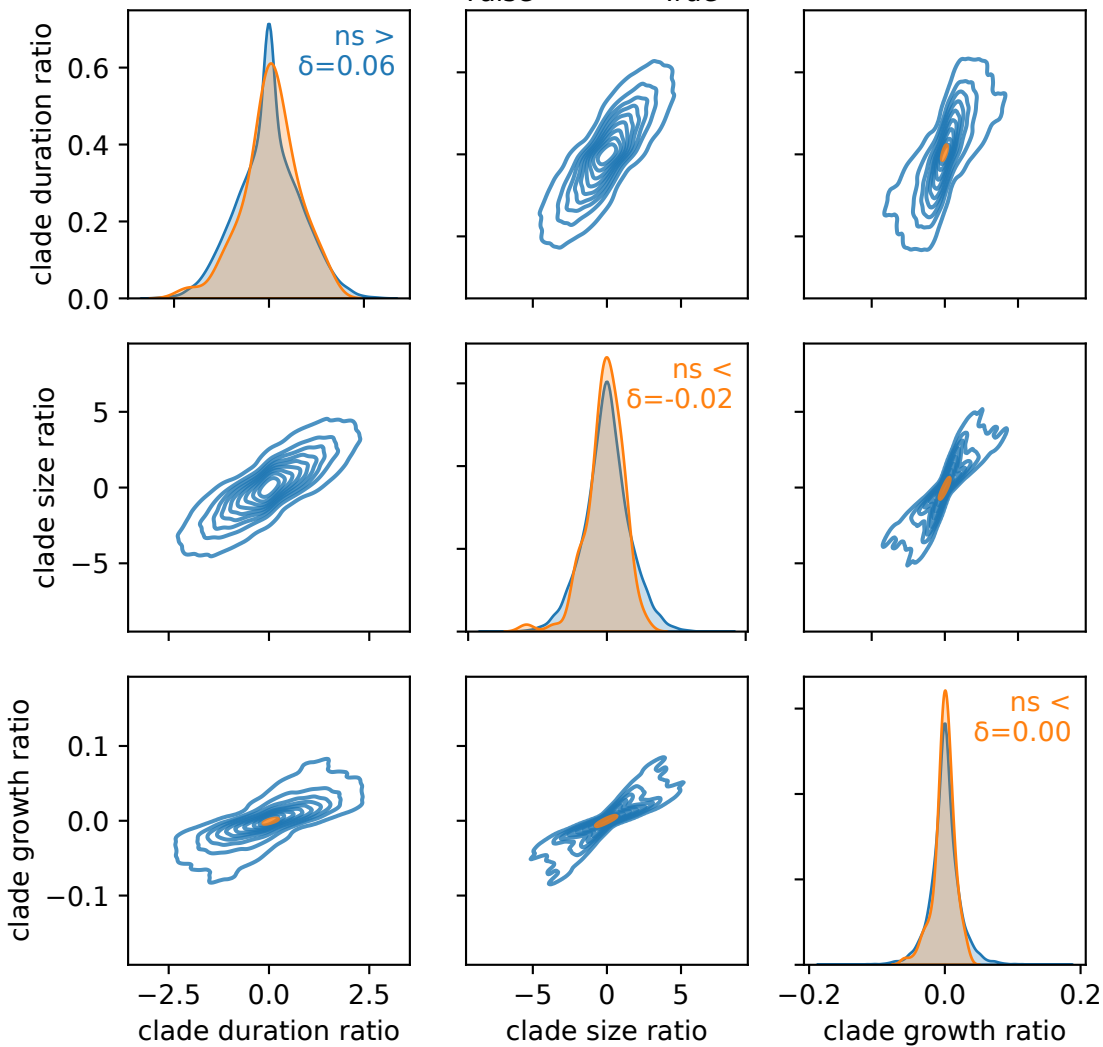 clade duration ratio
0.6
0.4
0.2
0.0
ns >
δ=0.06
clade size ratio
5
0
−5
ns <
δ=-0.02
clade growth ratio
0.1
0.0
−0.1
ns <
δ=0.00
−2.5 0.0 2.5
−5 0 5
−0.2 0.0 0.2
clade duration ratio
clade size ratio
clade growth ratio